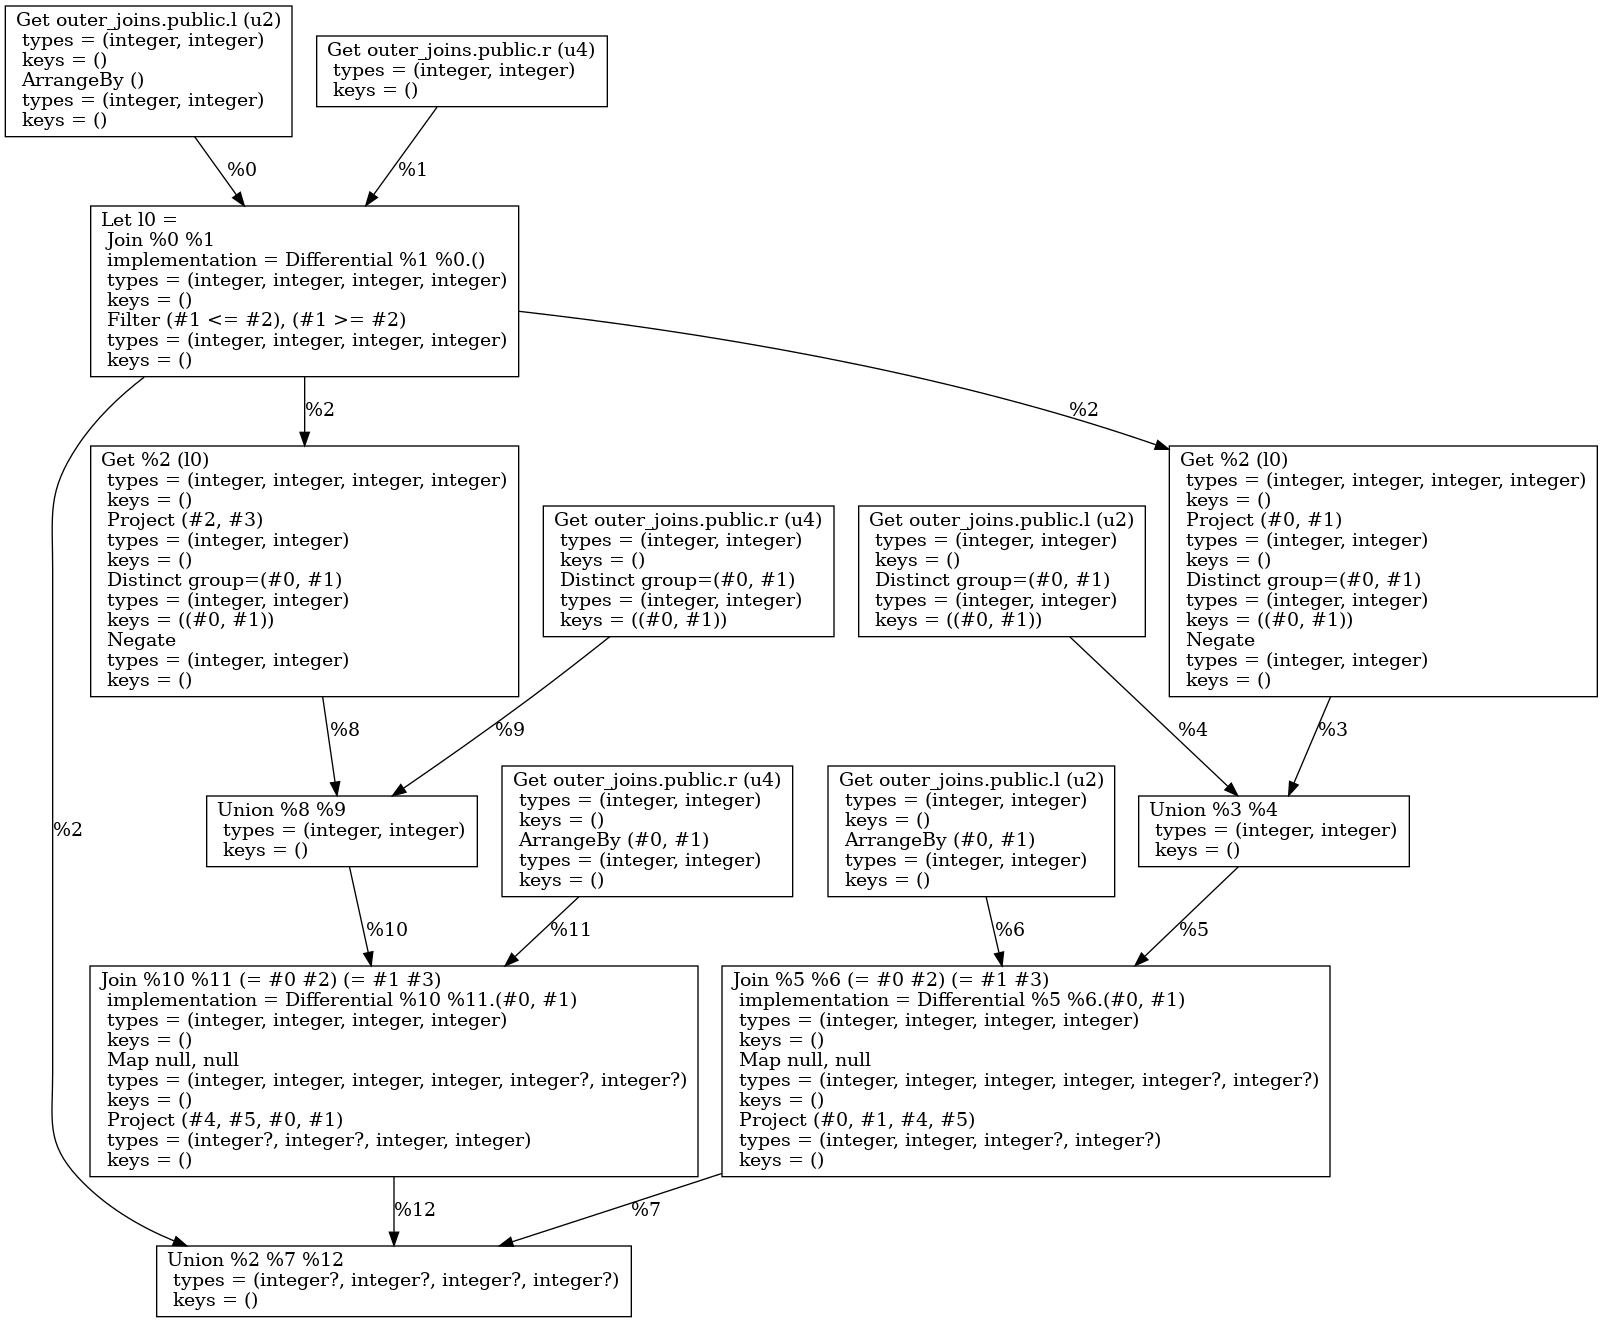 Get outer_joins.public.l (u2)
types = (integer, integer)
keys = ()
ArrangeBy ()
types = (integer, integer)
keys = ()
Get outer_joins.public.r (u4)
types = (integer, integer)
keys = ()
%0
%1
Let l0 =
Join %0 %1
implementation = Differential %1 %0.()
types = (integer, integer, integer, integer)
keys = ()
Filter (#1 <= #2), (#1 >= #2)
types = (integer, integer, integer, integer)
keys = ()
%2
%2
Get %2 (l0)
types = (integer, integer, integer, integer)
keys = ()
Project (#2, #3)
types = (integer, integer)
keys = ()
Distinct group=(#0, #1)
types = (integer, integer)
keys = ((#0, #1))
Negate
types = (integer, integer)
keys = ()
Get outer_joins.public.r (u4)
types = (integer, integer)
keys = ()
Distinct group=(#0, #1)
types = (integer, integer)
keys = ((#0, #1))
Get outer_joins.public.l (u2)
types = (integer, integer)
keys = ()
Distinct group=(#0, #1)
types = (integer, integer)
keys = ((#0, #1))
Get %2 (l0)
types = (integer, integer, integer, integer)
keys = ()
Project (#0, #1)
types = (integer, integer)
keys = ()
Distinct group=(#0, #1)
types = (integer, integer)
keys = ((#0, #1))
Negate
types = (integer, integer)
keys = ()
%8
%9
%4
%3
%2
Union %8 %9
types = (integer, integer)
keys = ()
Get outer_joins.public.r (u4)
types = (integer, integer)
keys = ()
ArrangeBy (#0, #1)
types = (integer, integer)
keys = ()
Get outer_joins.public.l (u2)
types = (integer, integer)
keys = ()
ArrangeBy (#0, #1)
types = (integer, integer)
keys = ()
Union %3 %4
types = (integer, integer)
keys = ()
%10
%11
%6
%5
Join %10 %11 (= #0 #2) (= #1 #3)
implementation = Differential %10 %11.(#0, #1)
types = (integer, integer, integer, integer)
keys = ()
Map null, null
types = (integer, integer, integer, integer, integer?, integer?)
keys = ()
Project (#4, #5, #0, #1)
types = (integer?, integer?, integer, integer)
keys = ()
Join %5 %6 (= #0 #2) (= #1 #3)
implementation = Differential %5 %6.(#0, #1)
types = (integer, integer, integer, integer)
keys = ()
Map null, null
types = (integer, integer, integer, integer, integer?, integer?)
keys = ()
Project (#0, #1, #4, #5)
types = (integer, integer, integer?, integer?)
keys = ()
%12
%7
Union %2 %7 %12
types = (integer?, integer?, integer?, integer?)
keys = ()